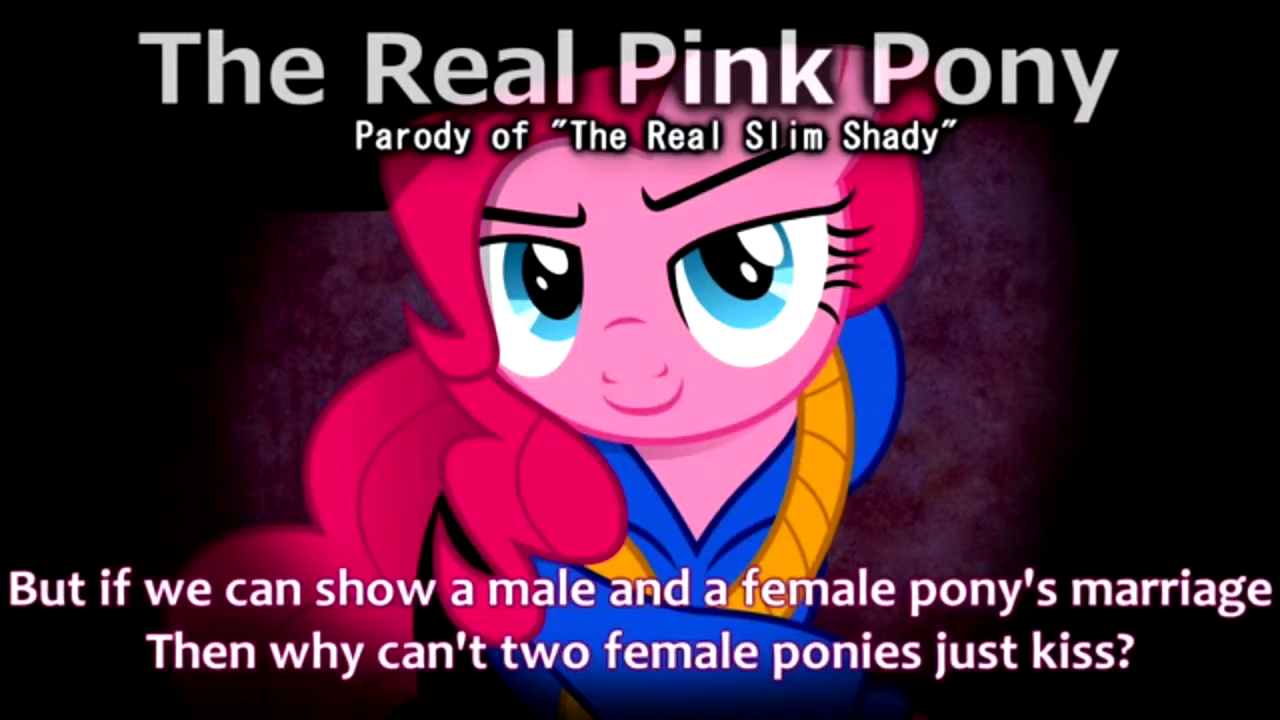 The Real Pink Pony
Parody of "The Real Slim Shady"
But if we can show a male and a female pony's marriage
Then why can't two female ponies just kiss?